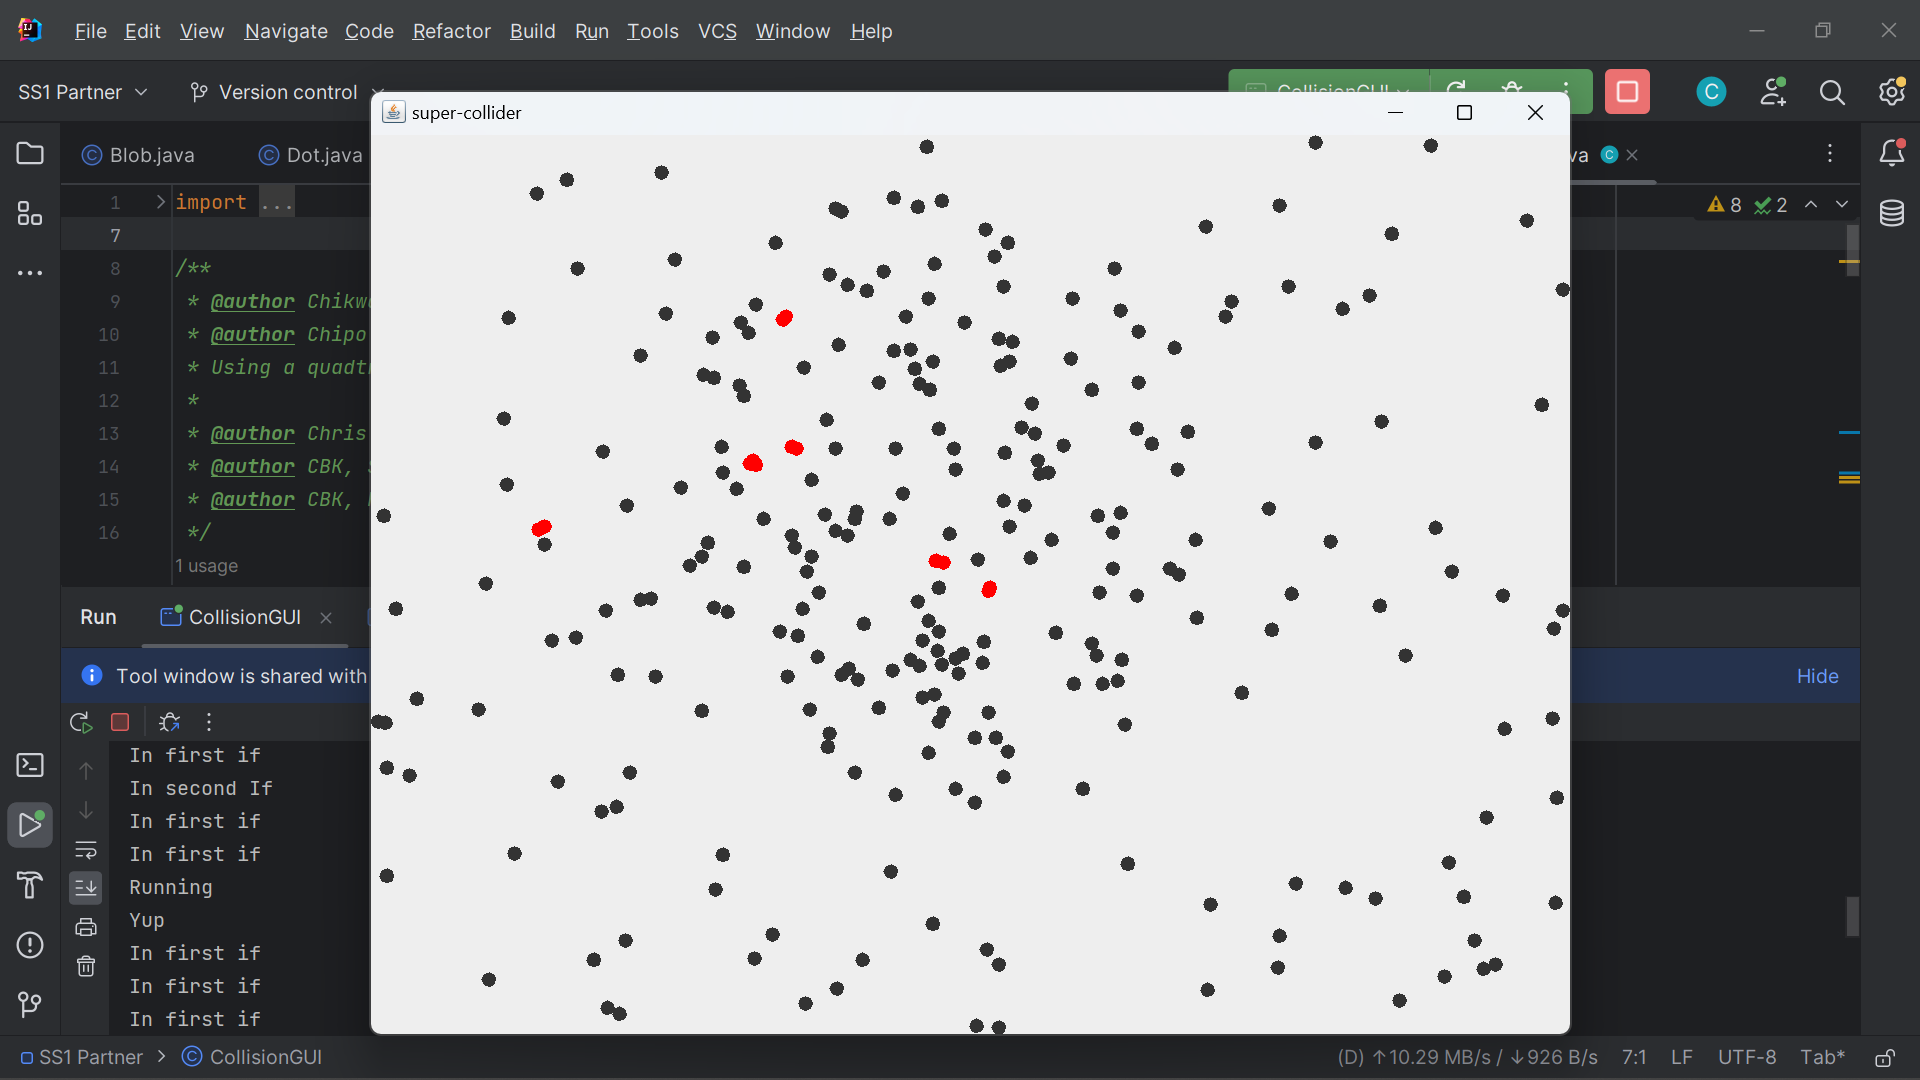 File Edit View Navigate Code Refactor Build Run Tools VCS Window Help
SS1 Partner Version control
C
super-collider
Blob.java Dot.java
va C
1 import ...
8 2
7
8 /**
9 * @author
10 * @author Chipo
11 * Using a
12 *
13 * @author Chris
14 * @author CBK,
15 * @author CBK,
16 */
1 usage
Run CollisionGUI
Tool window is shared with
Hide
In first if
In second If
In first if
In first if
Running
Yup
In first if
In first if
In first if
SS1 Partner > CollisionGUI
(D) ↑10.29 MB/s / ↓926 B/s 7:1 LF UTF-8 Tab*